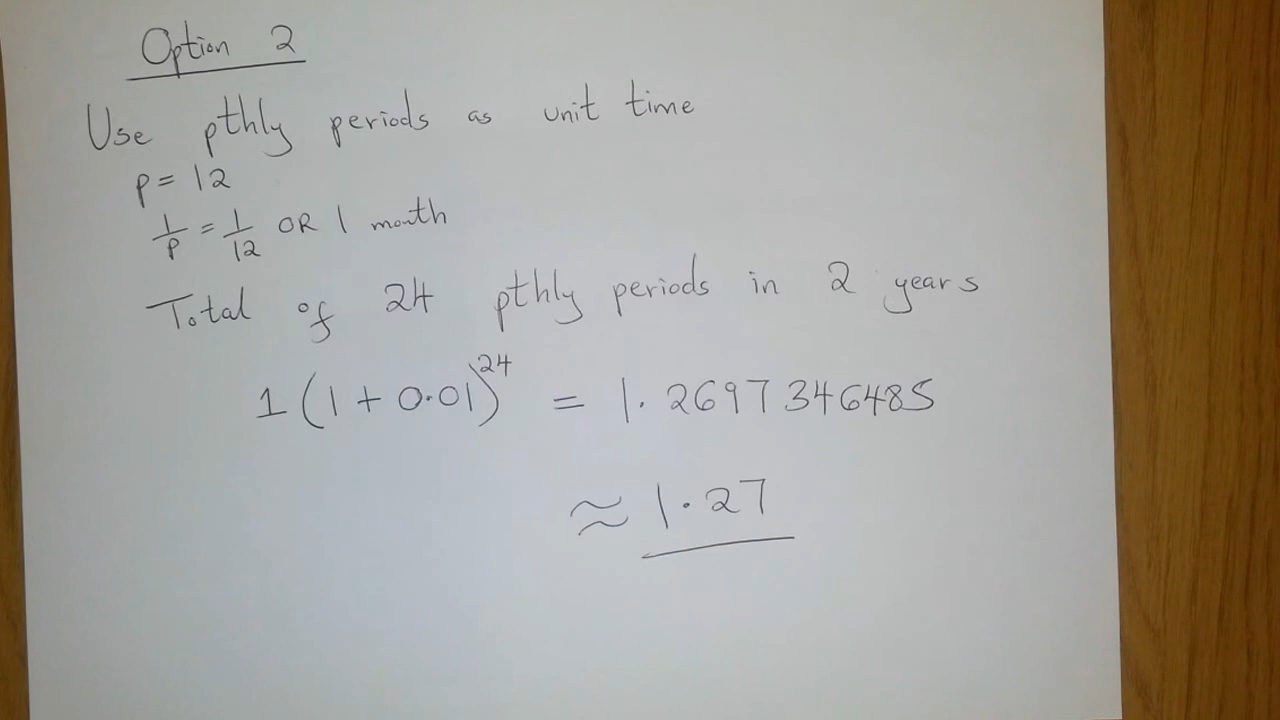 Option 2
Use pthly periods as unit time
p = 12
1/p = 1/12 OR 1 month
Total of 24 pthly periods in 2 years
1(1 + 0.01)^24 = 1.2697346485
≈ 1.27